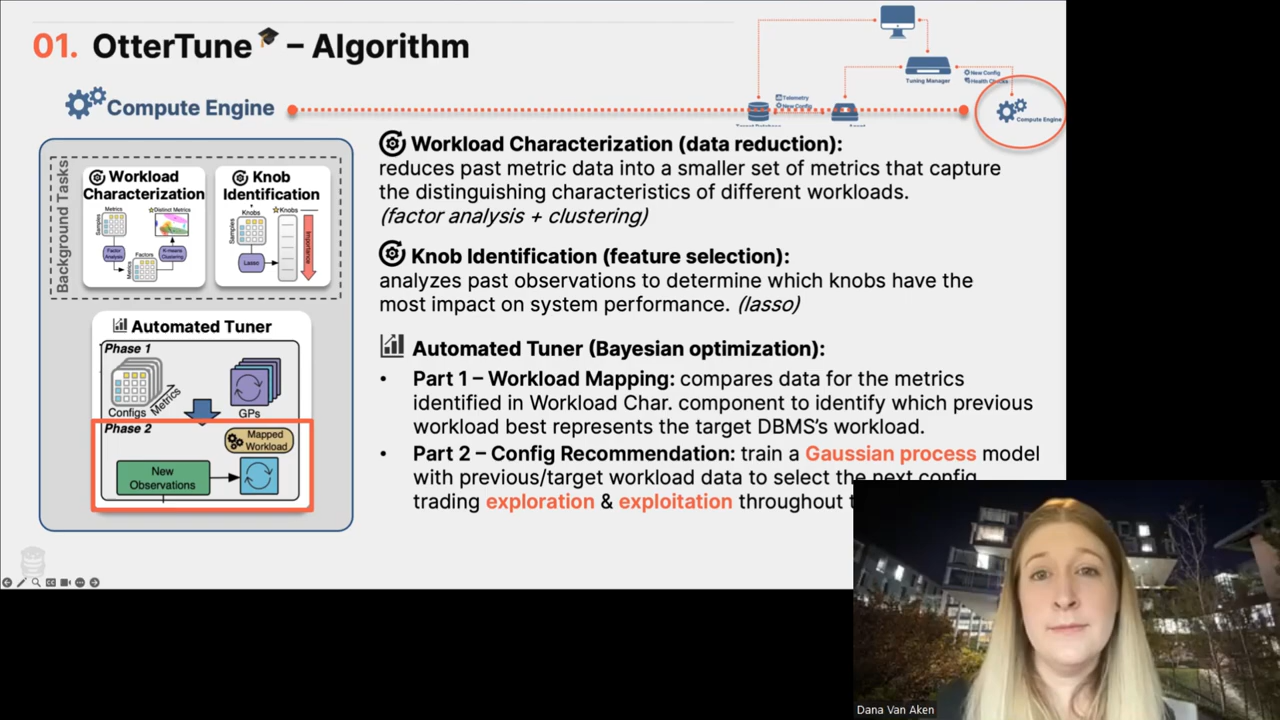 01. OtterTune – Algorithm
Tuning Manager
New Config
Telemetry
New Config
Compute Engine
Compute Engine
Background Tasks
Workload
Characterization
Metrics
Samples
Distinct Metrics
Factor
Analysis
Factors
Metrics
K-means
Clustering
Knob
Identification
Knobs
Samples
Knobs
Lasso
Importance
Automated Tuner
Phase 1
Configs
Metrics
GPs
Phase 2
Mapped
Workload
New
Observations
Workload Characterization (data reduction):
reduces past metric data into a smaller set of metrics that capture
the distinguishing characteristics of different workloads.
(factor analysis + clustering)
Knob Identification (feature selection):
analyzes past observations to determine which knobs have the
most impact on system performance. (lasso)
Automated Tuner (Bayesian optimization):
• Part 1 – Workload Mapping: compares data for the metrics
identified in Workload Char. component to identify which previous
workload best represents the target DBMS's workload.
• Part 2 – Config Recommendation: train a Gaussian process model
with previous/target workload data to select the next config
trading exploration & exploitation throughout
Dana Van Aken